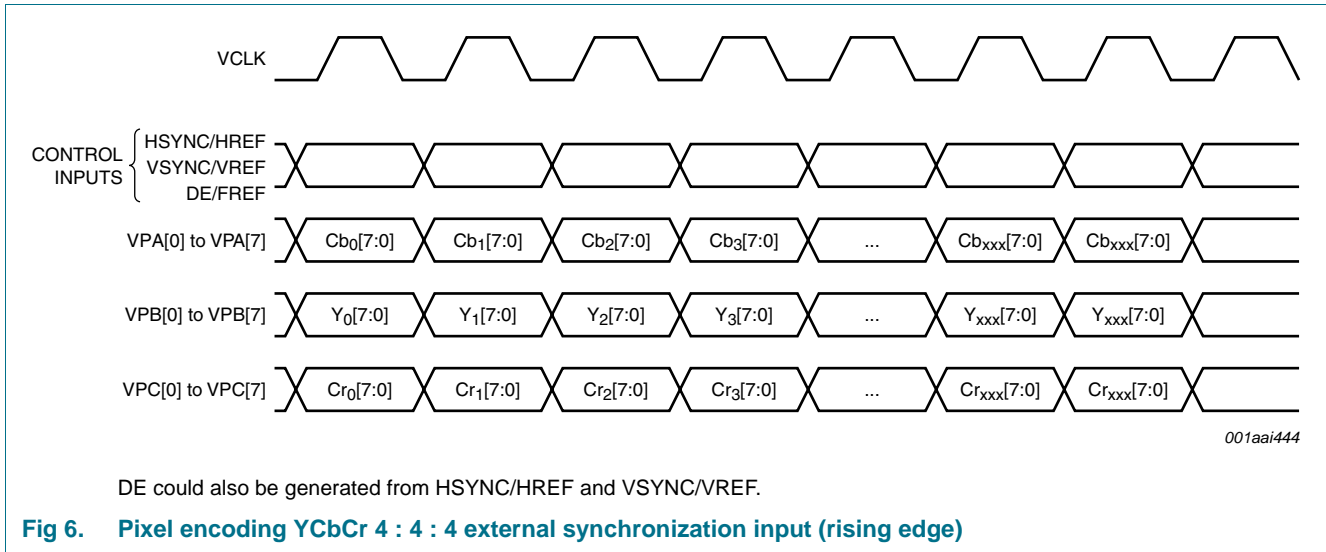 VCLK
CONTROL INPUTS
HSYNC/HREF
VSYNC/VREF
DE/FREF
VPA[0] to VPA[7] Cb0[7:0] Cb1[7:0] Cb2[7:0] Cb3[7:0] ... Cbxxx[7:0] Cbxxx[7:0]
VPB[0] to VPB[7] Y0[7:0] Y1[7:0] Y2[7:0] Y3[7:0] ... Yxxx[7:0] Yxxx[7:0]
VPC[0] to VPC[7] Cr0[7:0] Cr1[7:0] Cr2[7:0] Cr3[7:0] ... Crxxx[7:0] Crxxx[7:0]
001aai444
DE could also be generated from HSYNC/HREF and VSYNC/VREF.
Fig 6. Pixel encoding YCbCr 4 : 4 : 4 external synchronization input (rising edge)